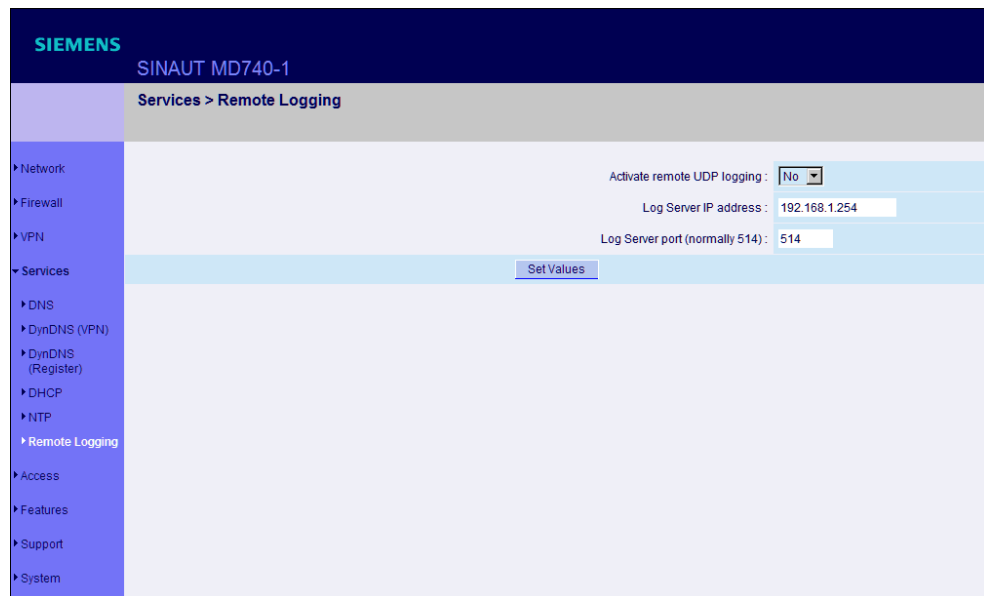 SIEMENS
SINAUT MD740-1
Services > Remote Logging
Network
Firewall
VPN
Services
DNS
DynDNS (VPN)
DynDNS
(Register)
DHCP
NTP
Remote Logging
Access
Features
Support
System
Activate remote UDP logging : No
Log Server IP address : 192.168.1.254
Log Server port (normally 514) : 514
Set Values